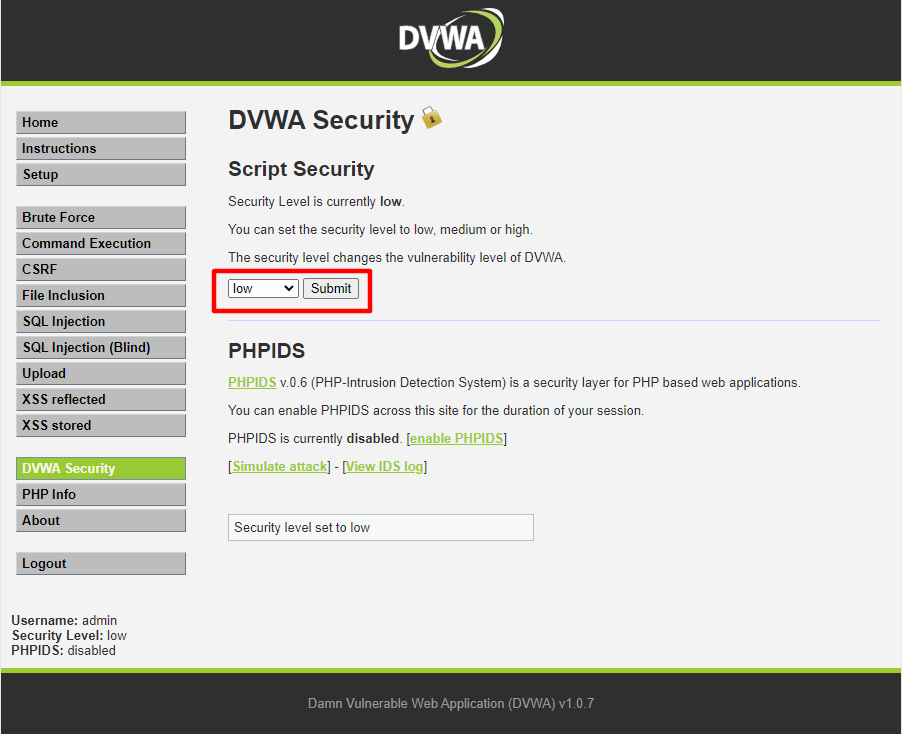 DVWA
Home
Instructions
Setup
Brute Force
Command Execution
CSRF
File Inclusion
SQL Injection
SQL Injection (Blind)
Upload
XSS reflected
XSS stored
DVWA Security
PHP Info
About
Logout
Username: admin
Security Level: low
PHPIDS: disabled
DVWA Security
Script Security
Security Level is currently low.
You can set the security level to low, medium or high.
The security level changes the vulnerability level of DVWA.
low Submit
PHPIDS
PHPIDS v.0.6 (PHP-Intrusion Detection System) is a security layer for PHP based web applications.
You can enable PHPIDS across this site for the duration of your session.
PHPIDS is currently disabled. [enable PHPIDS]
[Simulate attack] - [View IDS log]
Security level set to low
Damn Vulnerable Web Application (DVWA) v1.0.7